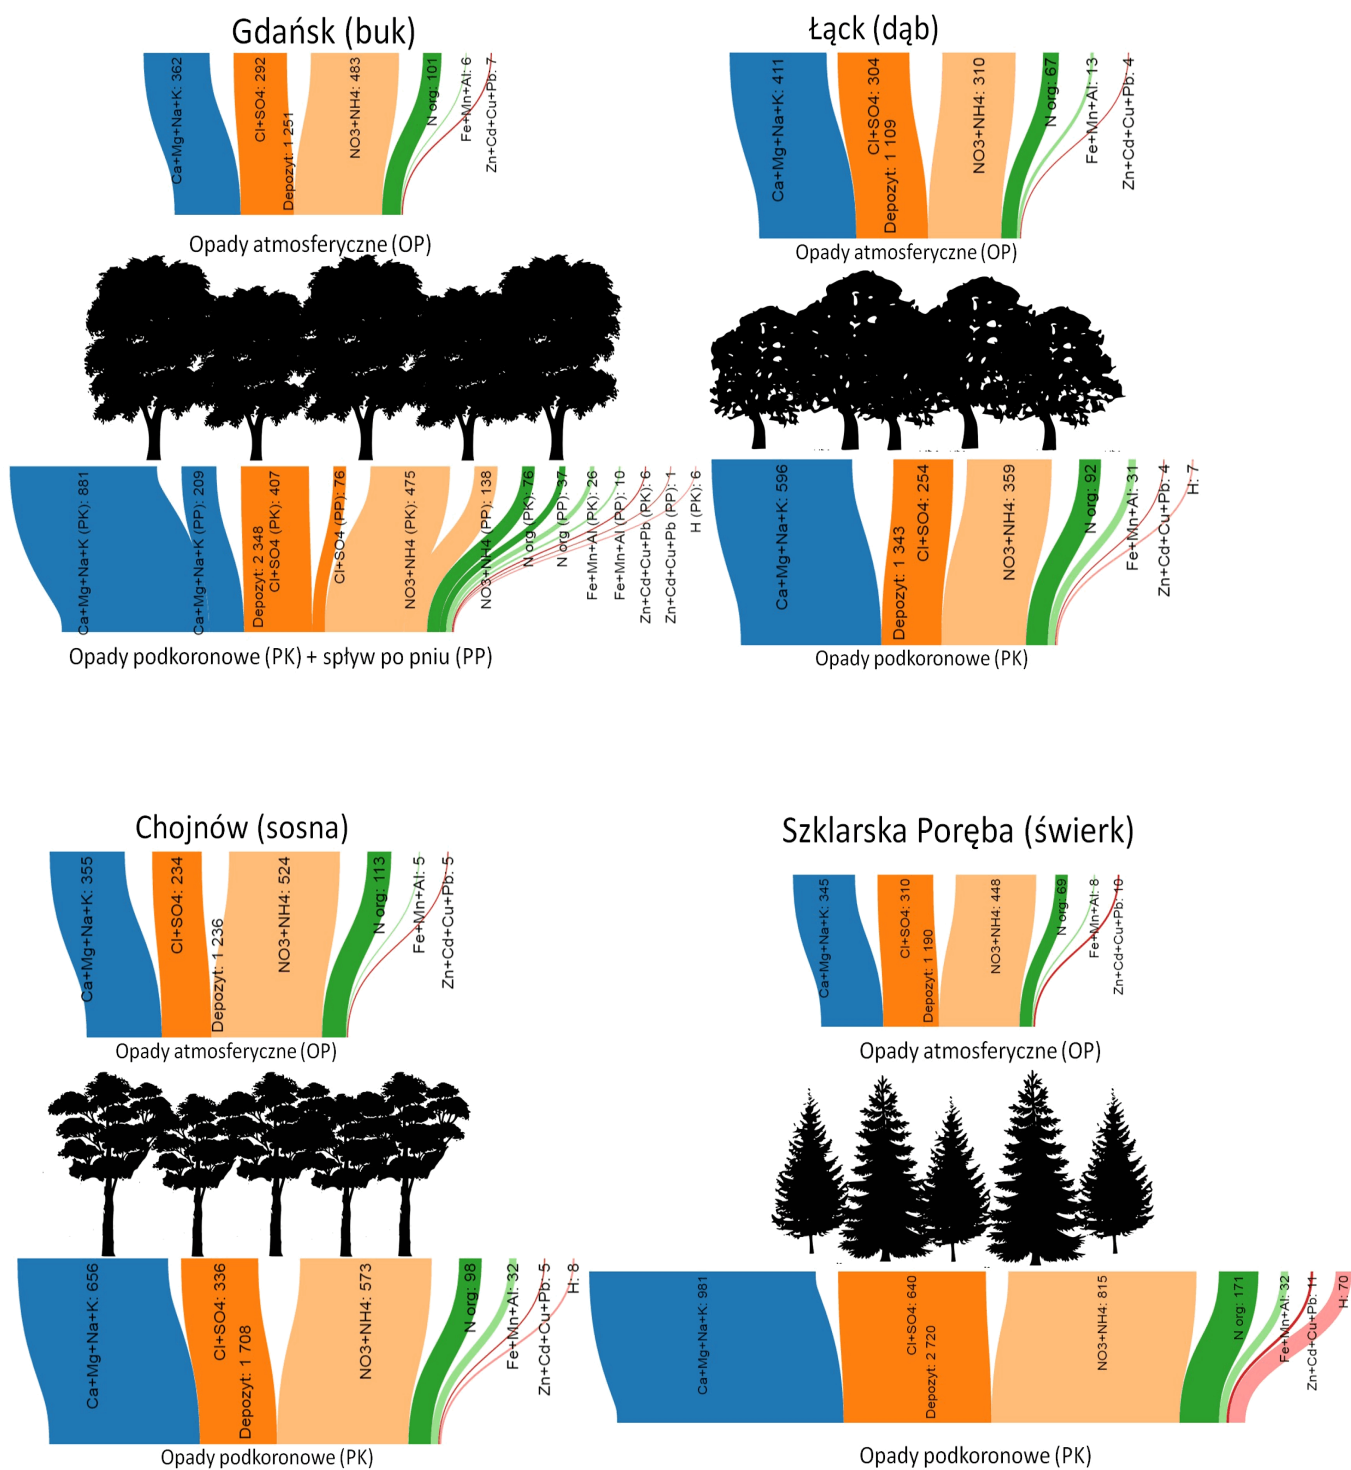 Gdańsk (buk)
Ca+Mg+Na+K: 362
Cl+SO4: 292
Depozyt: 1 251
NO3+NH4: 483
N org: 101
Fe+Mn+Al: 6
Zn+Cd+Cu+Pb: 7
Opady atmosferyczne (OP)
Ca+Mg+Na+K (PK): 881
Ca+Mg+Na+K (PP): 209
Depozyt: 2 348
Cl+SO4 (PK): 407
Cl+SO4 (PP): 76
NO3+NH4 (PK): 475
NO3+NH4 (PP): 138
N org (PK): 76
N org (PP): 37
Fe+Mn+Al (PK): 26
Fe+Mn+Al (PP): 10
Zn+Cd+Cu+Pb (PK): 6
Zn+Cd+Cu+Pb (PP): 1
H (PK): 6
Opady podkoronowe (PK) + spływ po pniu (PP)
Łąck (dąb)
Ca+Mg+Na+K: 411
Cl+SO4: 304
Depozyt: 1 109
NO3+NH4: 310
N org: 67
Fe+Mn+Al: 13
Zn+Cd+Cu+Pb: 4
Opady atmosferyczne (OP)
Ca+Mg+Na+K: 596
Depozyt: 1 343
Cl+SO4: 254
NO3+NH4: 359
N org: 92
Fe+Mn+Al: 31
Zn+Cd+Cu+Pb: 4
H: 7
Opady podkoronowe (PK)
Chojnów (sosna)
Ca+Mg+Na+K: 355
Cl+SO4: 234
Depozyt: 1 236
NO3+NH4: 524
N org: 113
Fe+Mn+Al: 5
Zn+Cd+Cu+Pb: 5
Opady atmosferyczne (OP)
Ca+Mg+Na+K: 656
Cl+SO4: 336
Depozyt: 1 708
NO3+NH4: 573
N org: 98
Fe+Mn+Al: 32
Zn+Cd+Cu+Pb: 5
H: 8
Opady podkoronowe (PK)
Szklarska Poręba (świerk)
Ca+Mg+Na+K: 345
Cl+SO4: 310
Depozyt: 1 190
NO3+NH4: 448
N org: 69
Fe+Mn+Al: 8
Zn+Cd+Cu+Pb: 10
Opady atmosferyczne (OP)
Ca+Mg+Na+K: 981
Cl+SO4: 640
Depozyt: 2 720
NO3+NH4: 815
N org: 171
Fe+Mn+Al: 32
Zn+Cd+Cu+Pb: 11
H: 70
Opady podkoronowe (PK)